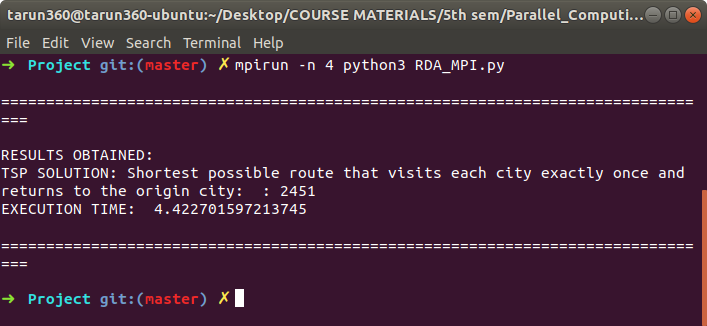 tarun360@tarun360-ubuntu:~/Desktop/COURSE MATERIALS/5th sem/Parallel_Computi...
File Edit View Search Terminal Help
➜ Project git:(master) ✗ mpirun -n 4 python3 RDA_MPI.py
=============================================================================
===
RESULTS OBTAINED:
TSP SOLUTION: Shortest possible route that visits each city exactly once and
returns to the origin city:  : 2451
EXECUTION TIME:  4.422701597213745
=============================================================================
===
➜ Project git:(master) ✗